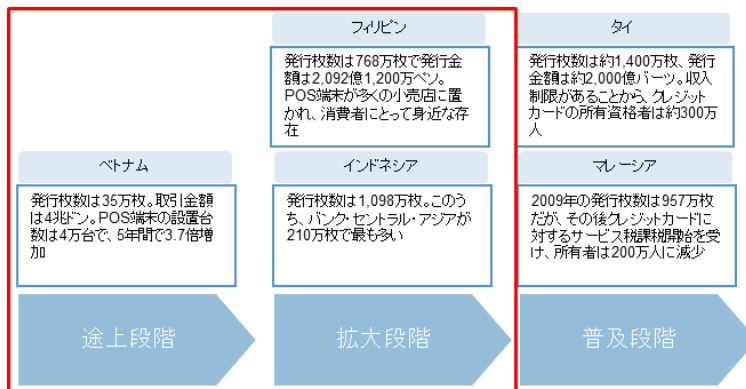 フィリピン
発行枚数は768万枚で発行金
額は2,092億1,200万ペソ。
POS端末が多くの小売店に置
かれ、消費者にとって身近な存
在
タイ
発行枚数は約1,400万枚、発行
金額は約2,000億バーツ。収入
制限があることから、クレジット
カードの所有資格者は約300万
人
ベトナム
発行枚数は35万枚。取引金額
は4兆ドン。POS端末の設置台
数は4万台で、5年間で3.7倍増
加
インドネシア
発行枚数は1,098万枚。このう
ち、バンク・セントラル・アジアが
210万枚で最も多い
マレーシア
2009年の発行枚数は957万枚
だが、その後クレジットカードに
対するサービス税課税開始を受
け、所有者は200万人に減少
途上段階
拡大段階
普及段階